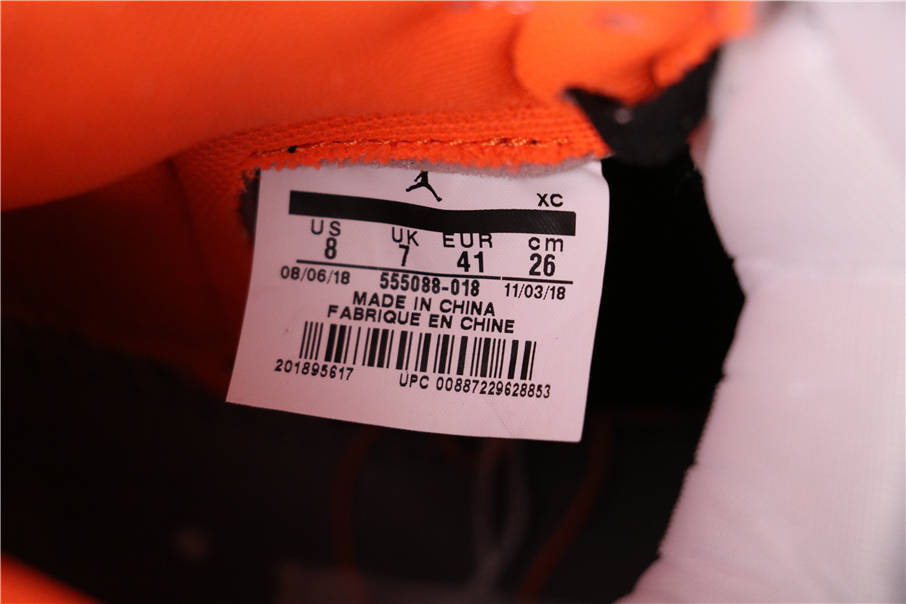 XC
US UK EUR cm
8 7 41 26
08/06/18 555088-018 11/03/18
MADE IN CHINA
FABRIQUE EN CHINE
201895617 UPC 00887229628853